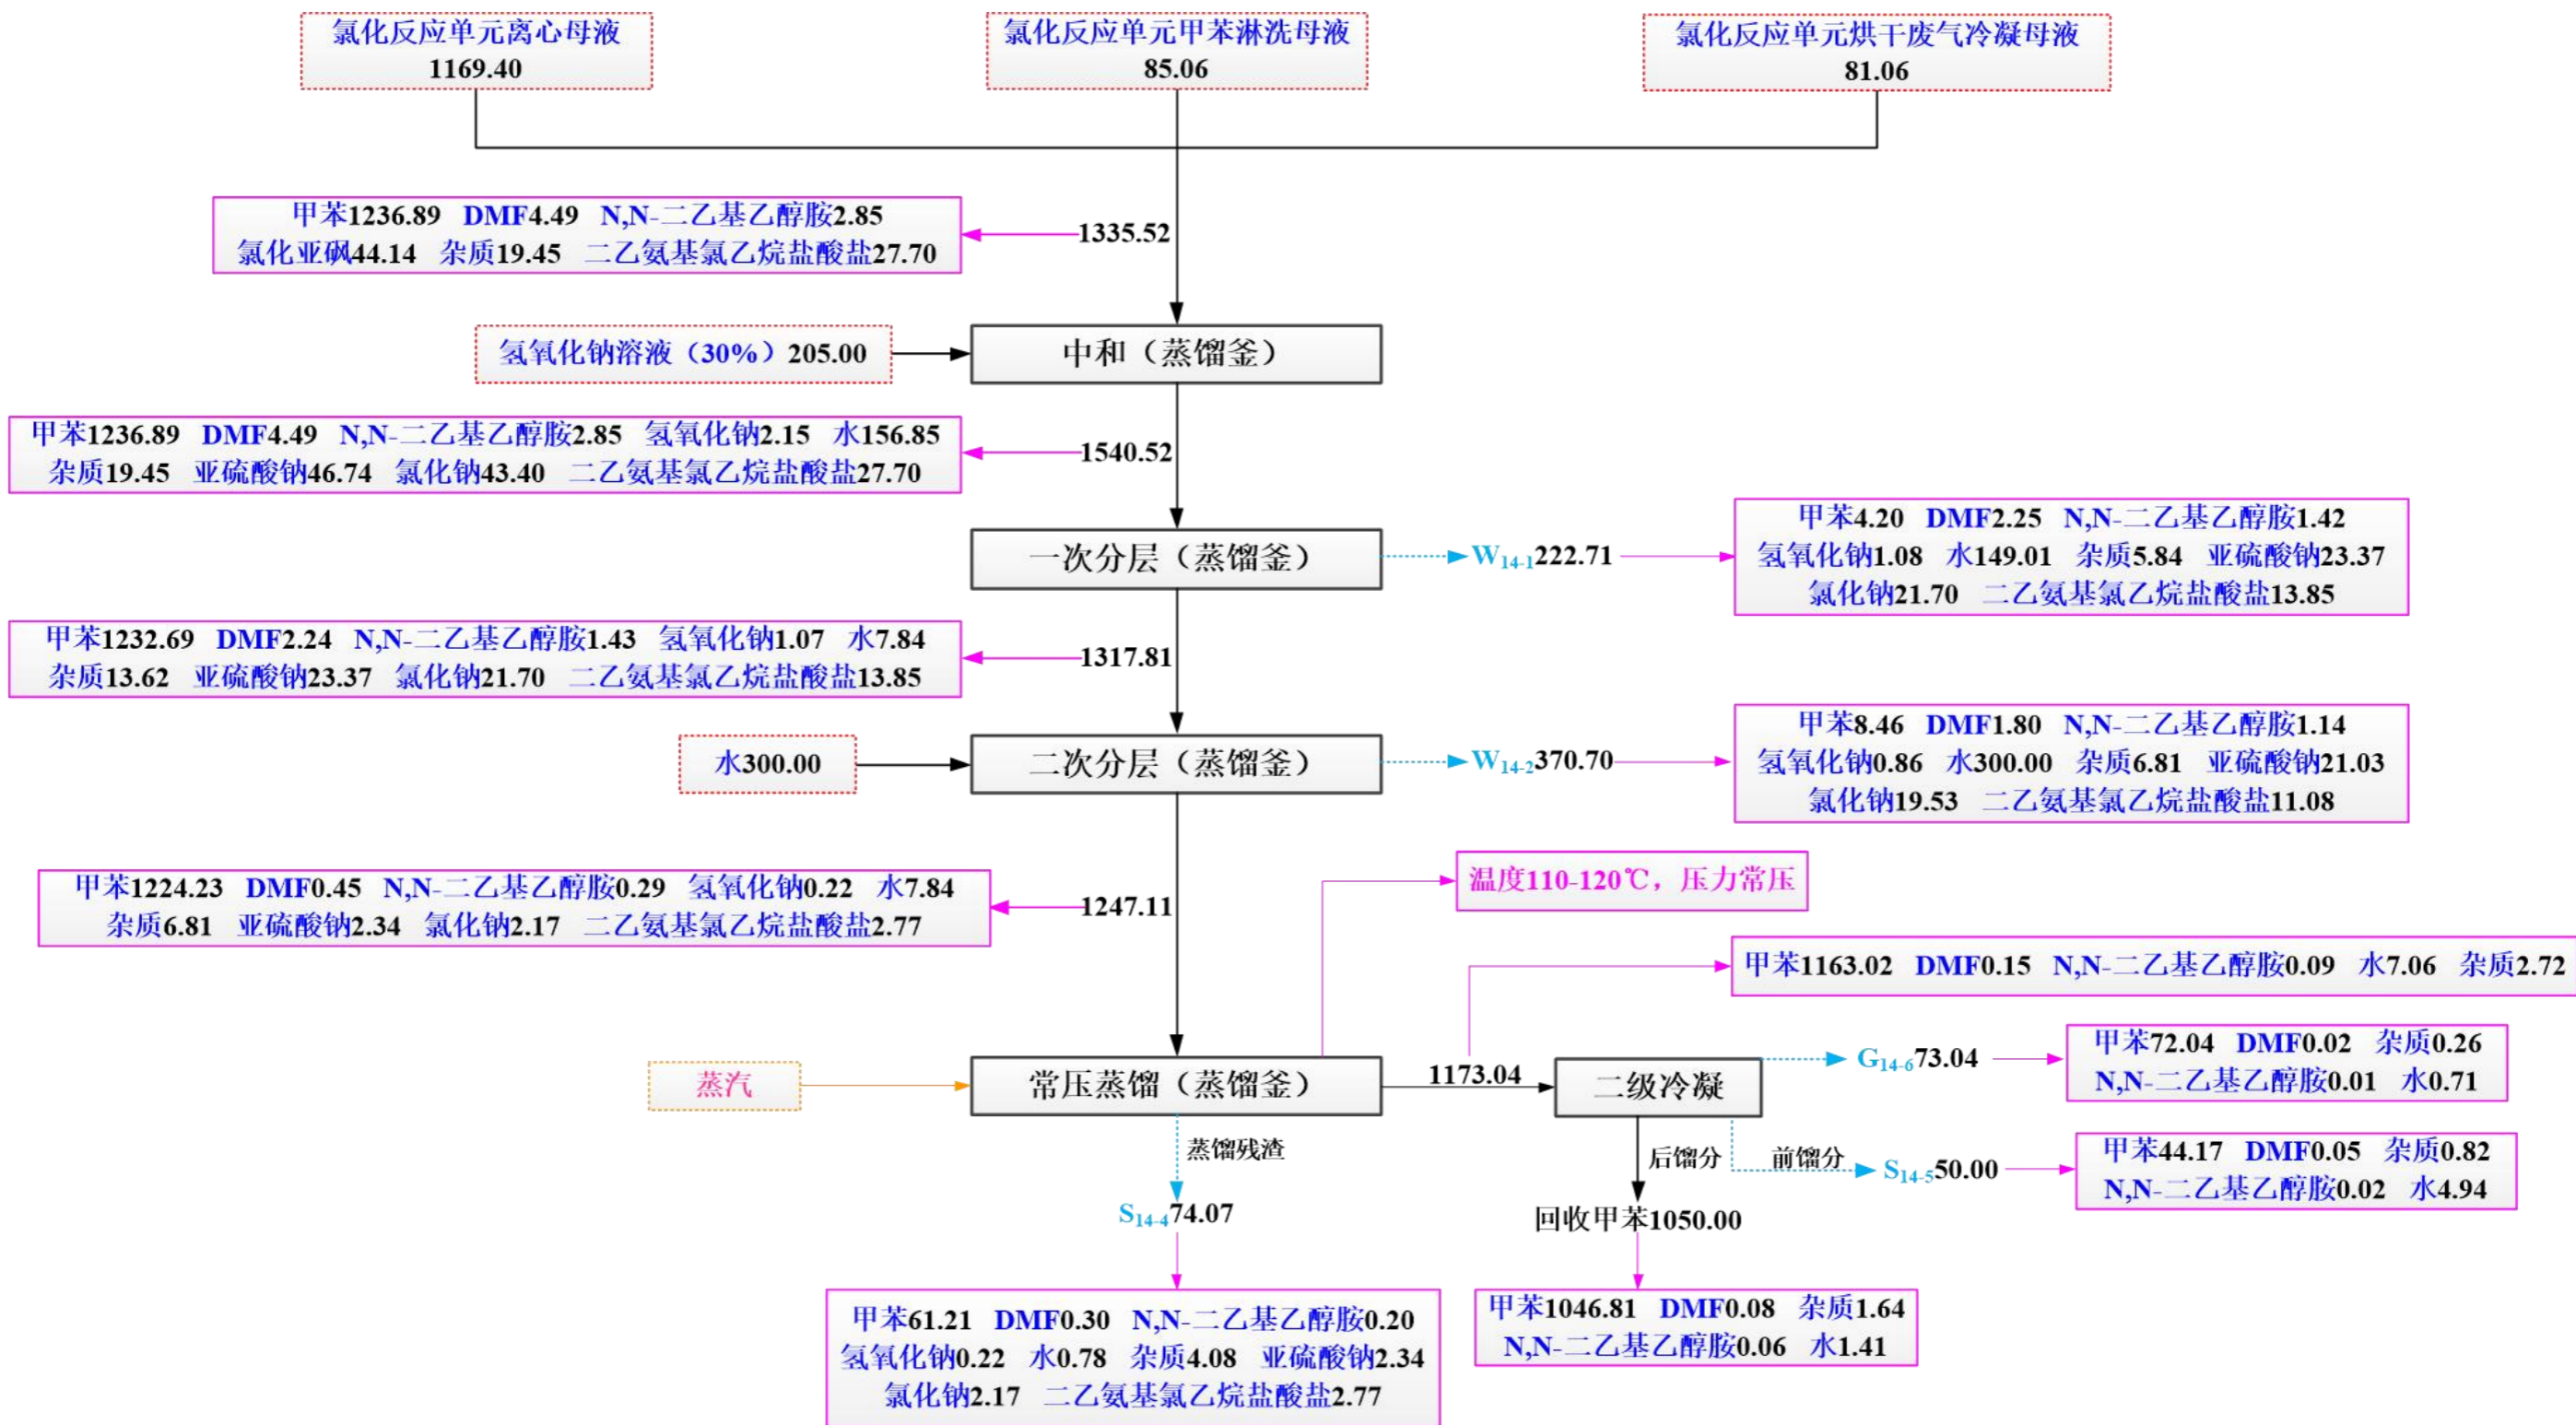 氯化反应单元离心母液
1169.40
氯化反应单元甲苯淋洗母液
85.06
氯化反应单元烘干废气冷凝母液
81.06
甲苯1236.89 DMF4.49 N,N-二乙基乙醇胺2.85
氯化亚砜44.14 杂质19.45 二乙氨基氯乙烷盐酸盐27.70
1335.52
氢氧化钠溶液（30%）205.00
中和（蒸馏釜）
甲苯1236.89 DMF4.49 N,N-二乙基乙醇胺2.85 氢氧化钠2.15 水156.85
杂质19.45 亚硫酸钠46.74 氯化钠43.40 二乙氨基氯乙烷盐酸盐27.70
1540.52
一次分层（蒸馏釜）
W14-1222.71
甲苯4.20 DMF2.25 N,N-二乙基乙醇胺1.42
氢氧化钠1.08 水149.01 杂质5.84 亚硫酸钠23.37
氯化钠21.70 二乙氨基氯乙烷盐酸盐13.85
甲苯1232.69 DMF2.24 N,N-二乙基乙醇胺1.43 氢氧化钠1.07 水7.84
杂质13.62 亚硫酸钠23.37 氯化钠21.70 二乙氨基氯乙烷盐酸盐13.85
1317.81
水300.00
二次分层（蒸馏釜）
W14-2370.70
甲苯8.46 DMF1.80 N,N-二乙基乙醇胺1.14
氢氧化钠0.86 水300.00 杂质6.81 亚硫酸钠21.03
氯化钠19.53 二乙氨基氯乙烷盐酸盐11.08
甲苯1224.23 DMF0.45 N,N-二乙基乙醇胺0.29 氢氧化钠0.22 水7.84
杂质6.81 亚硫酸钠2.34 氯化钠2.17 二乙氨基氯乙烷盐酸盐2.77
1247.11
温度110-120℃，压力常压
甲苯1163.02 DMF0.15 N,N-二乙基乙醇胺0.09 水7.06 杂质2.72
蒸汽
常压蒸馏（蒸馏釜）
1173.04
二级冷凝
G14-673.04
甲苯72.04 DMF0.02 杂质0.26
N,N-二乙基乙醇胺0.01 水0.71
蒸馏残渣
后馏分
前馏分
S14-550.00
甲苯44.17 DMF0.05 杂质0.82
N,N-二乙基乙醇胺0.02 水4.94
S14-474.07
回收甲苯1050.00
甲苯61.21 DMF0.30 N,N-二乙基乙醇胺0.20
氢氧化钠0.22 水0.78 杂质4.08 亚硫酸钠2.34
氯化钠2.17 二乙氨基氯乙烷盐酸盐2.77
甲苯1046.81 DMF0.08 杂质1.64
N,N-二乙基乙醇胺0.06 水1.41